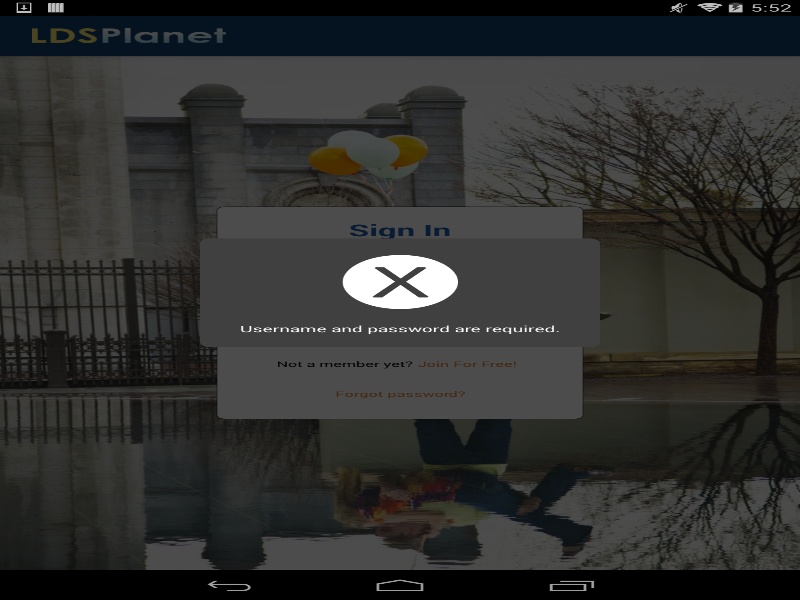 5:52
LDSPlanet
Sign In
Username and password are required.
Not a member yet? Join For Free!
Forgot password?